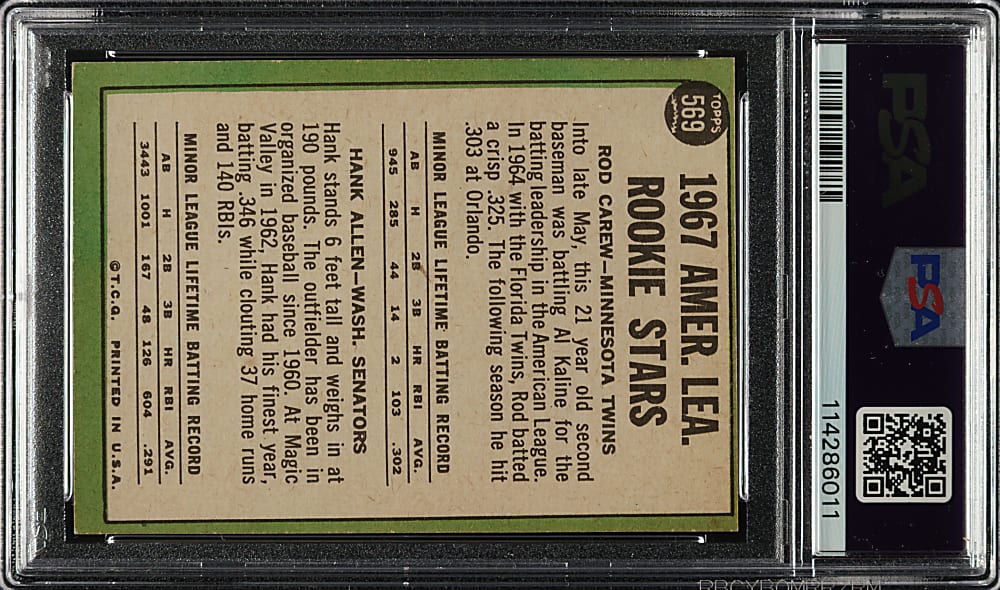 PSA
PSA
114286011
TOPPS
569
1967 AMER. LEA.
ROOKIE STARS
ROD CAREW—MINNESOTA TWINS
Into late May, this 21 year old second
baseman was battling Al Kaline for the
batting leadership in the American League.
In 1964 with the Florida Twins, Rod batted
a crisp .325. The following season he hit
.303 at Orlando.
MINOR LEAGUE LIFETIME BATTING RECORD
AB H 2B 3B HR RBI AVG.
945 285 44 14 2 103 .302
HANK ALLEN—WASH. SENATORS
Hank stands 6 feet tall and weighs in at
190 pounds. The outfielder has been in
organized baseball since 1960. At Magic
Valley in 1962, Hank had his finest year,
batting .346 while clouting 37 home runs
and 140 RBIs.
MINOR LEAGUE LIFETIME BATTING RECORD
AB H 2B 3B HR RBI AVG.
3443 1001 167 48 126 604 .291
©T.C.G. PRINTED IN U.S.A.